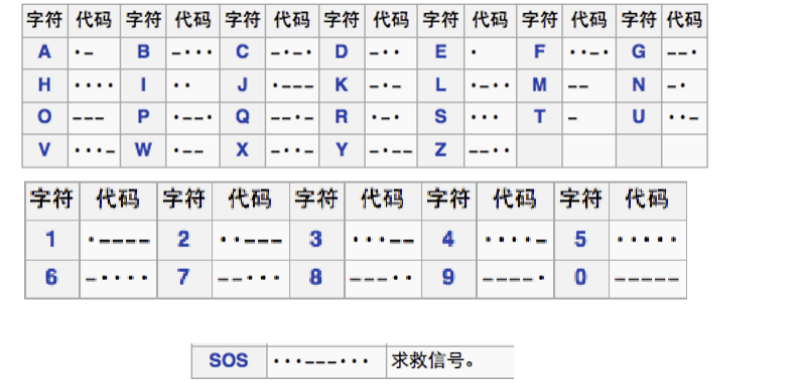 字符 代码 字符 代码 字符 代码 字符 代码 字符 代码 字符 代码 字符 代码
A ·− B −··· C −·−· D −·· E · F ··−· G −−·
H ···· I ·· J ·−−− K −·− L ·−·· M −− N −·
O −−− P ·−−· Q −−·− R ·−· S ··· T − U ··−
V ···− W ·−− X −··− Y −·−− Z −−··
字符 代码 字符 代码 字符 代码 字符 代码 字符 代码
1 ·−−−− 2 ··−−− 3 ···−− 4 ····− 5 ·····
6 −···· 7 −−··· 8 −−−·· 9 −−−−· 0 −−−−−
SOS ···−−−··· 求救信号。